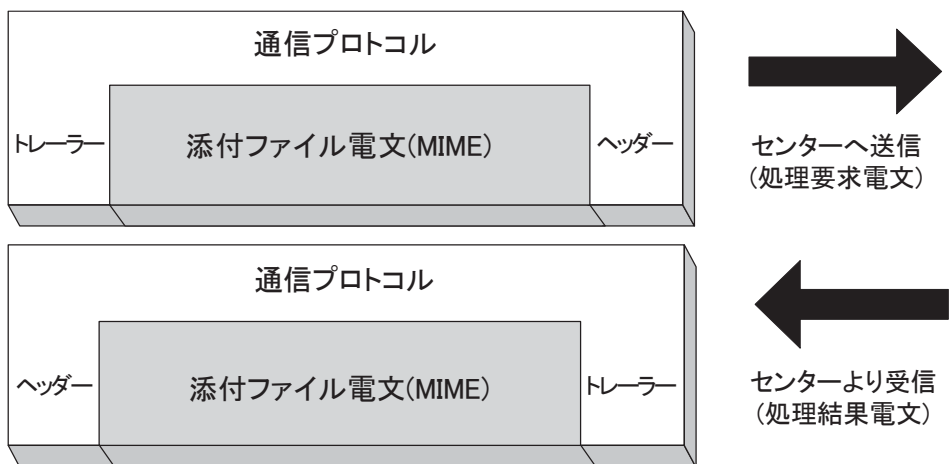 通信プロトコル
トレーラー
添付ファイル電文(MIME)
ヘッダー
センターへ送信
(処理要求電文)
通信プロトコル
ヘッダー
添付ファイル電文(MIME)
トレーラー
センターより受信
(処理結果電文)